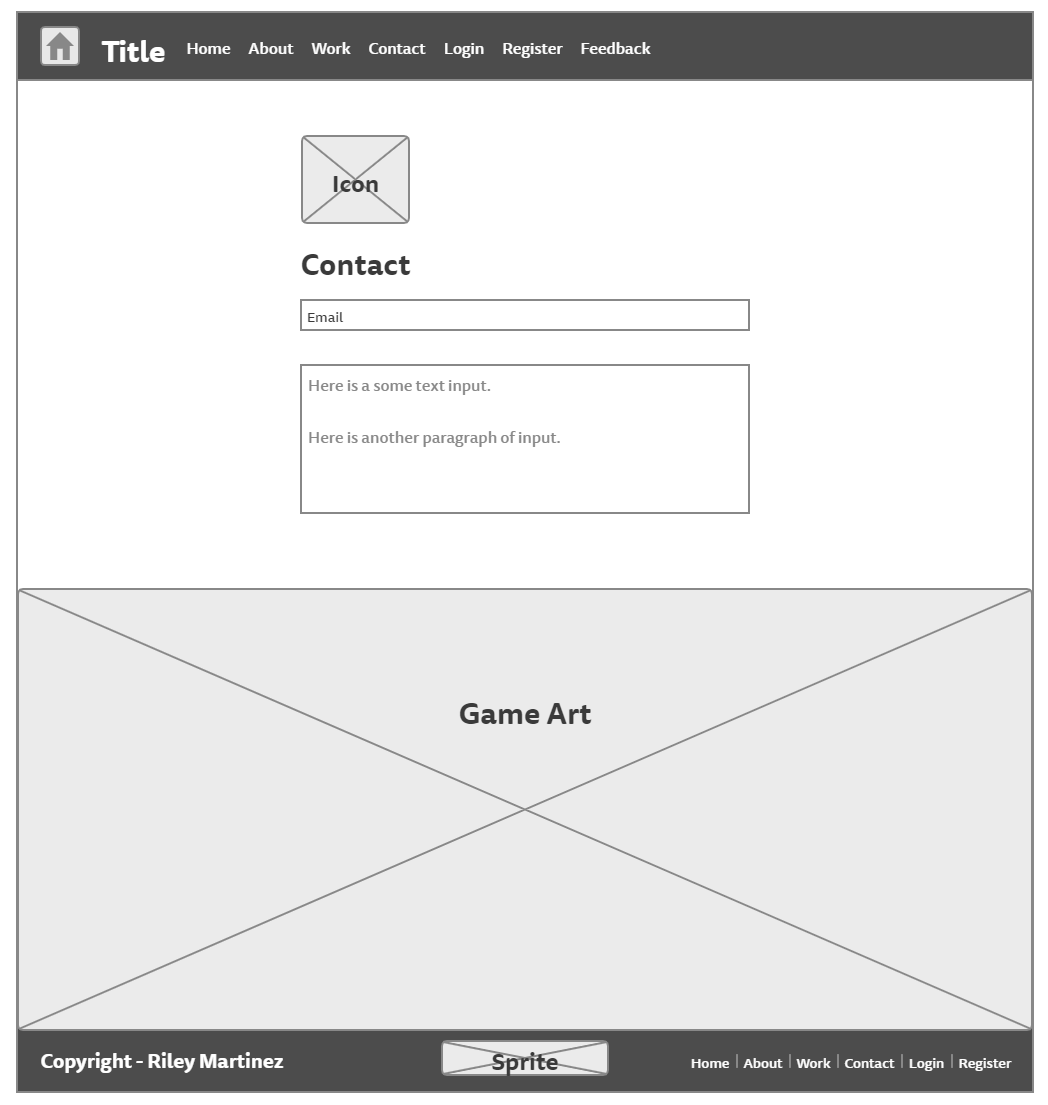 Title Home About Work Contact Login Register Feedback
Icon
Contact
Email
Here is a some text input.
Here is another paragraph of input.
Game Art
Copyright - Riley Martinez Sprite Home About Work Contact Login Register